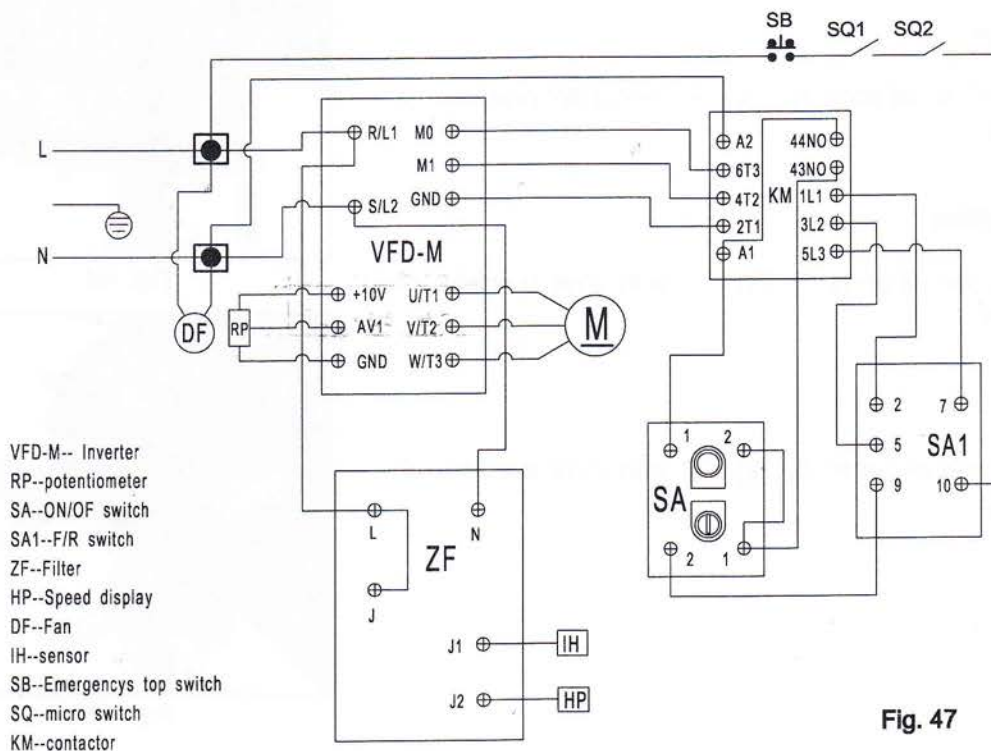 SB
SQ1
SQ2
L
N
R/L1
M0
M1
S/L2
GND
VFD-M
+10V
U/T1
RP
AV1
V/T2
GND
W/T3
DF
M
A2
44NO
6T3
43NO
4T2
KM
1L1
2T1
3L2
A1
5L3
1
2
SA
2
1
2
7
5
SA1
9
10
L
N
ZF
J
J1
IH
J2
HP
VFD-M-- Inverter
RP--potentiometer
SA--ON/OF switch
SA1--F/R switch
ZF--Filter
HP--Speed display
DF--Fan
IH--sensor
SB--Emergencys top switch
SQ--micro switch
KM--contactor
Fig. 47